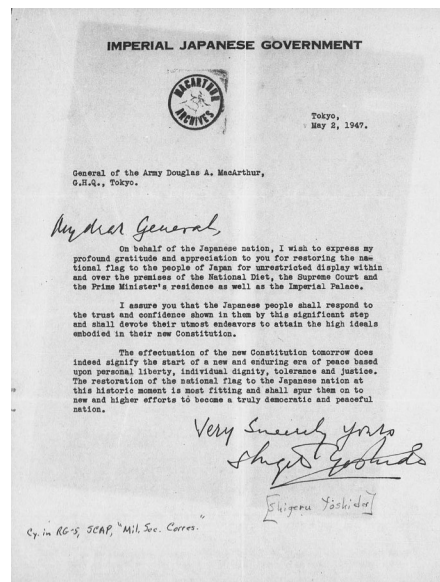 IMPERIAL JAPANESE GOVERNMENT
MACARTHUR
ARCHIVES
Tokyo,
May 2, 1947.
General of the Army Douglas A. MacArthur,
G.H.Q., Tokyo.
My dear General,
On behalf of the Japanese nation, I wish to express my
profound gratitude and appreciation to you for restoring the na-
tional flag to the people of Japan for unrestricted display within
and over the premises of the National Diet, the Supreme Court and
the Prime Minister's residence as well as the Imperial Palace.
I assure you that the Japanese people shall respond to
the trust and confidence shown in them by this significant step
and shall devote their utmost endeavors to attain the high ideals
embodied in their new Constitution.
The effectuation of the new Constitution tomorrow does
indeed signify the start of a new and enduring era of peace based
upon personal liberty, individual dignity, tolerance and justice.
The restoration of the national flag to the Japanese nation at
this historic moment is most fitting and shall spur them on to
new and higher efforts to become a truly democratic and peaceful
nation.
Very Sincerely Yours
Shigeru Yoshida
[Shigeru Yoshida]
Cy. in RG-5, SCAP, "Mil. Sec. Corres."